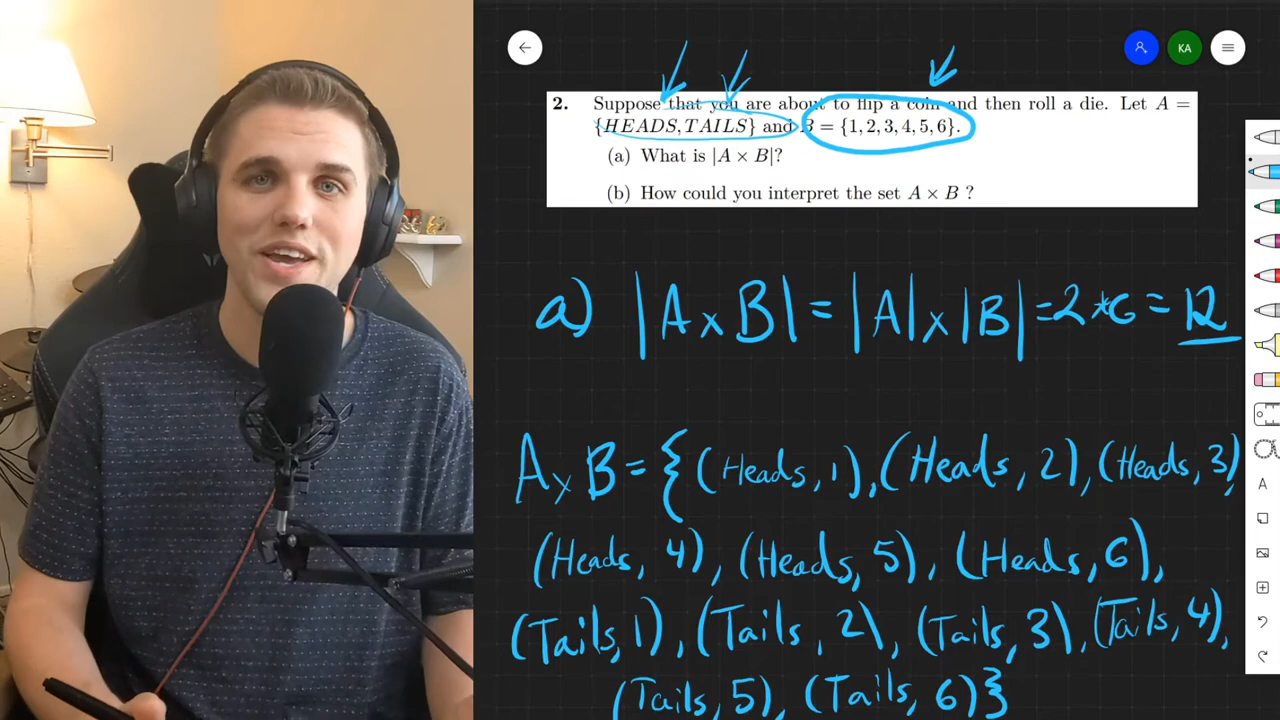 KA
2. Suppose that you are about to flip a coin and then roll a die. Let A =
{HEADS, TAILS} and B = {1, 2, 3, 4, 5, 6}.
(a) What is |A × B|?
(b) How could you interpret the set A × B ?
a) |A x B| = |A| x |B| = 2 * 6 = 12
A x B = { (Heads, 1), (Heads, 2), (Heads, 3),
(Heads, 4), (Heads, 5), (Heads, 6),
(Tails, 1), (Tails, 2), (Tails, 3), (Tails, 4),
(Tails, 5), (Tails, 6)}
A